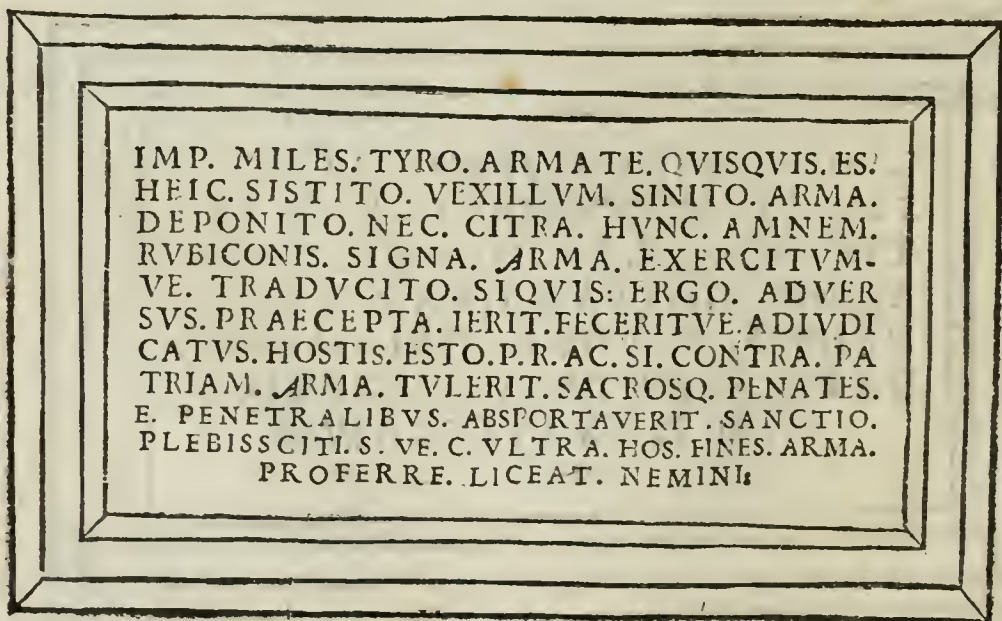 IMP. MILES. TYRO. ARMATE. QVISQVIS. ES.
HEIC. SISTITO. VEXILLVM. SINITO. ARMA.
DEPONITO. NEC. CITRA. HVNC. AMNEM.
RVBICONIS. SIGNA. ARMA. EXERCITVM-
VE. TRADVCITO. SIQVIS: ERGO. ADVER
SVS. PRAECEPTA. IERIT. FECERITVE. ADIVDI
CATVS. HOSTIS. ESTO. P. R. AC. SI. CONTRA. PA
TRIAM. ARMA. TVLERIT. SACROSQ. PENATES.
E. PENETRALIBVS. ABSPORTAVERIT. SANCTIO.
PLEBISSCITI. S. VE. C. VLTRA. HOS. FINES. ARMA.
PROFERRE. LICEAT. NEMINI: